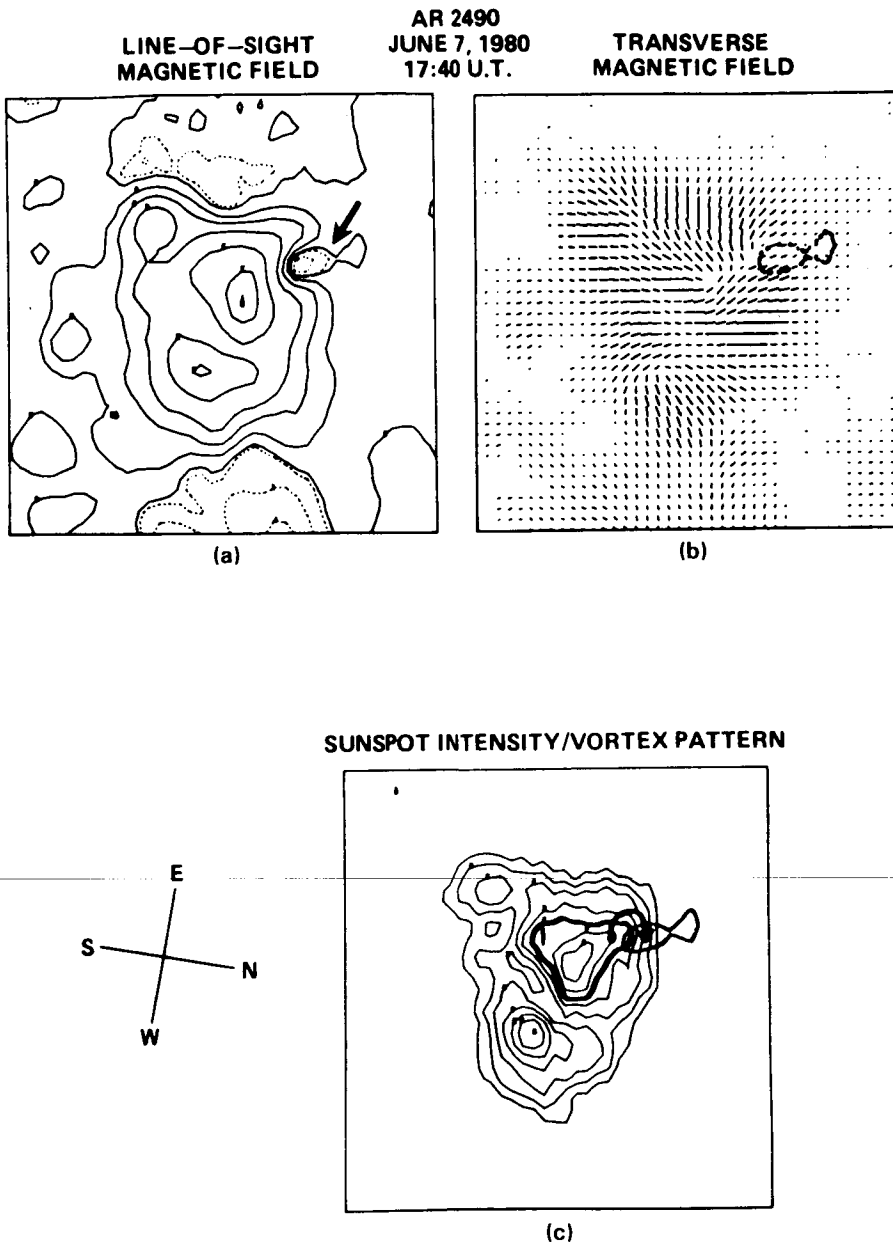 AR 2490
JUNE 7, 1980
17:40 U.T.
LINE—OF—SIGHT
MAGNETIC FIELD
TRANSVERSE
MAGNETIC FIELD
(a)
(b)
SUNSPOT INTENSITY/VORTEX PATTERN
E
S
N
W
(c)